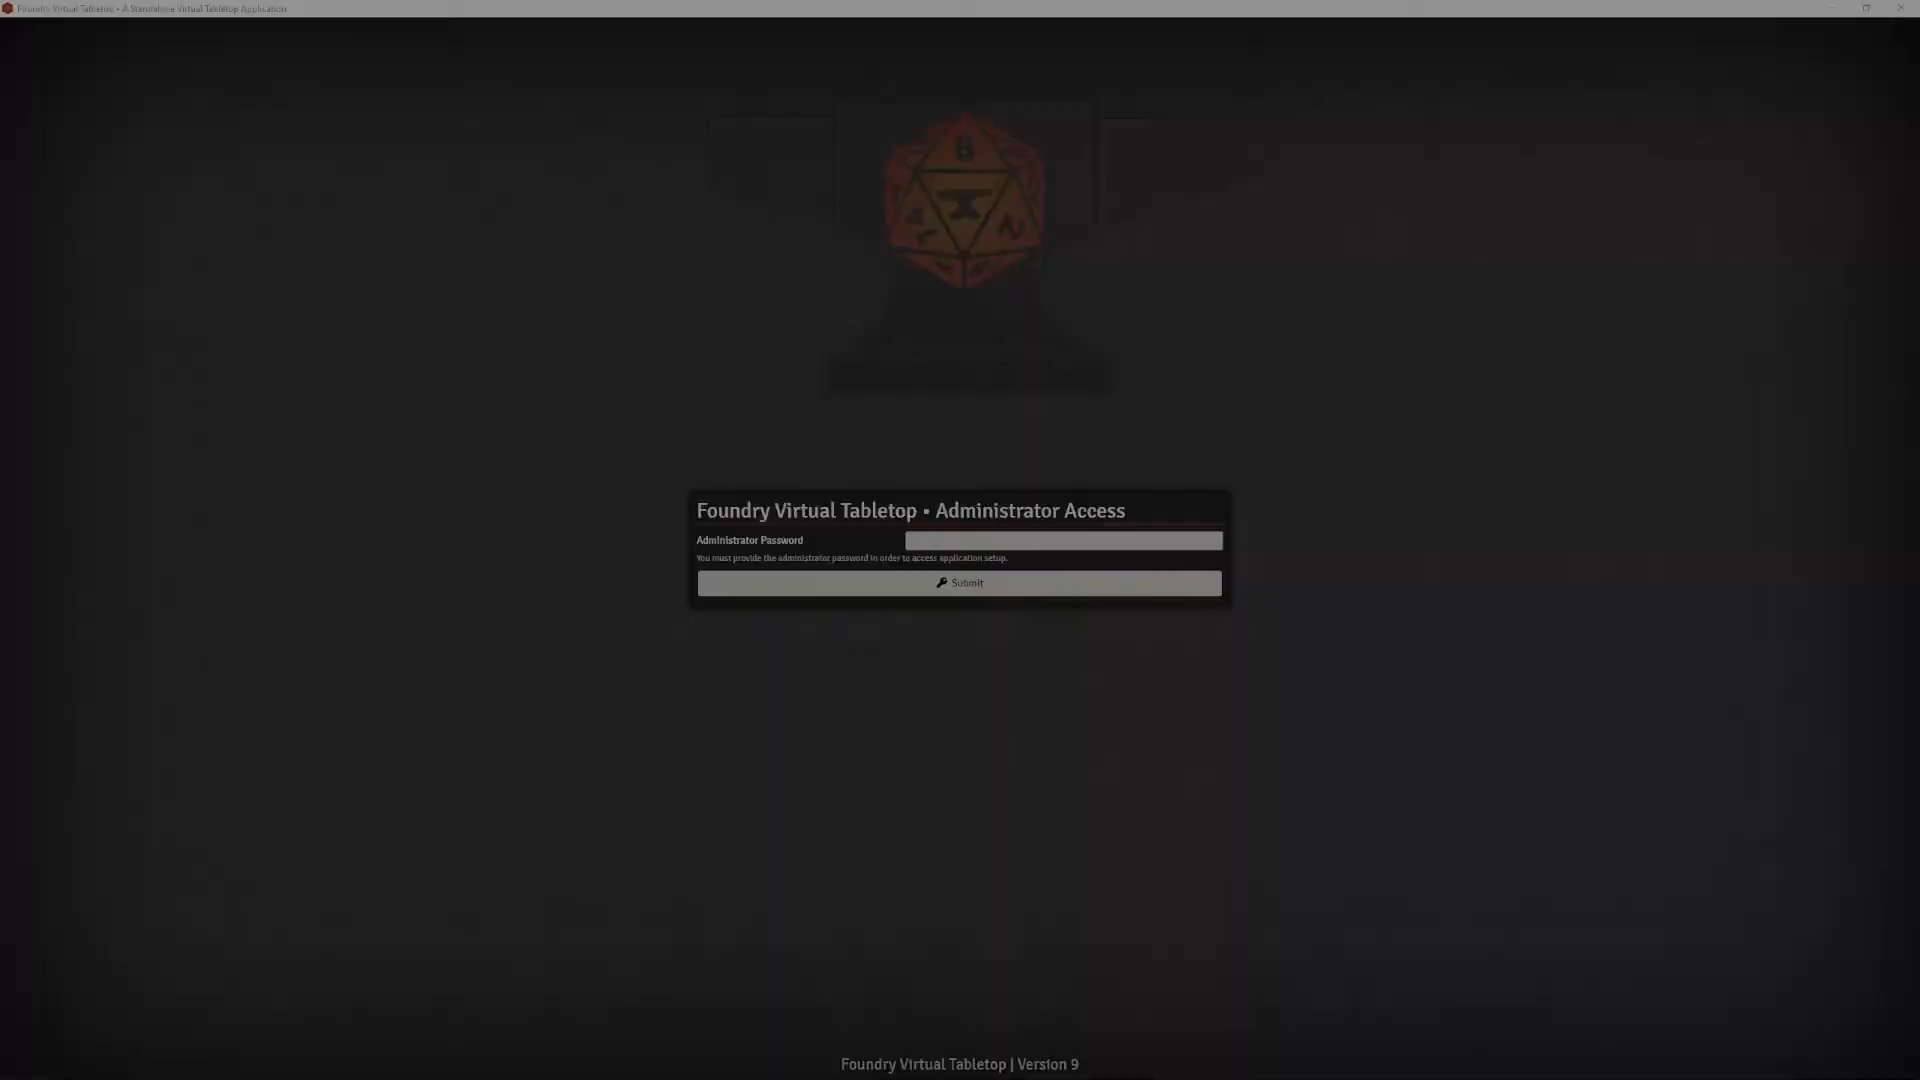 Foundry Virtual Tabletop • A Standalone Virtual Tabletop Application
Foundry Virtual Tabletop • Administrator Access
Administrator Password
You must provide the administrator password in order to access application setup.
Submit
Foundry Virtual Tabletop | Version 9